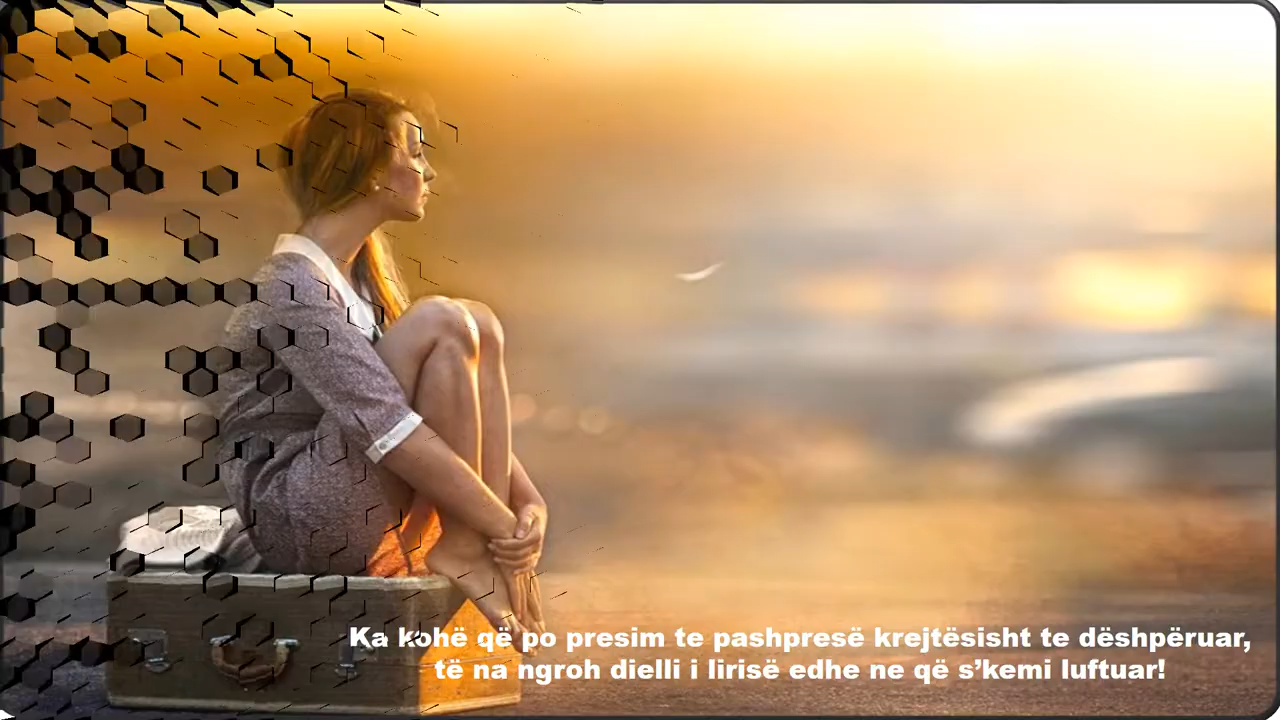 Ka kohë që po presim te pashpresë krejtësisht te dëshpëruar,
të na ngroh dielli i lirisë edhe ne që s’kemi luftuar!